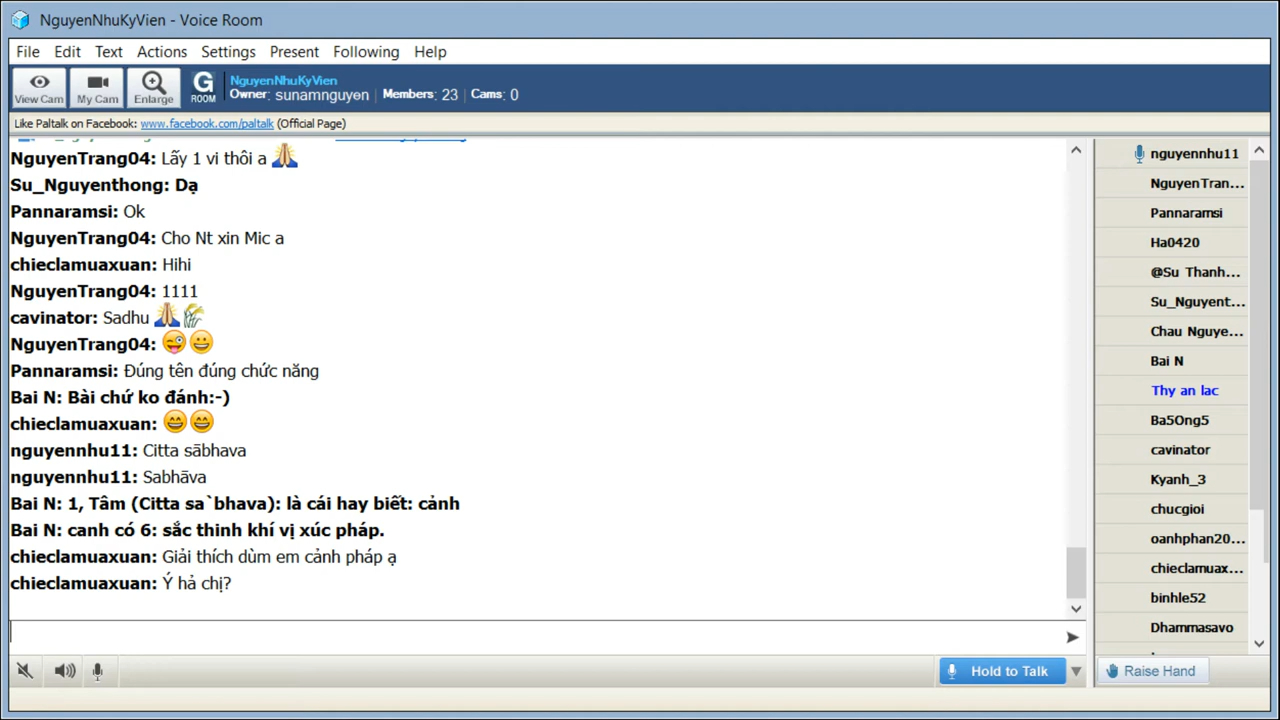 NguyenNhuKyVien - Voice Room
File Edit Text Actions Settings Present Following Help
View Cam My Cam Enlarge G ROOM
NguyenNhuKyVien
Owner: sunamnguyen Members: 23 Cams: 0
Like Paltalk on Facebook: www.facebook.com/paltalk (Official Page)
NguyenTrang04: Lấy 1 vi thôi a
Su_Nguyenthong: Dạ
Pannaramsi: Ok
NguyenTrang04: Cho Nt xin Mic a
chieclamuaxuan: Hihi
NguyenTrang04: 1111
cavinator: Sadhu
NguyenTrang04:
Pannaramsi: Đúng tên đúng chức năng
Bai N: Bài chứ ko đánh:-)
chieclamuaxuan:
nguyennhu11: Citta sābhava
nguyennhu11: Sabhāva
Bai N: 1, Tâm (Citta sa`bhava): là cái hay biết: cảnh
Bai N: canh có 6: sắc thinh khí vị xúc pháp.
chieclamuaxuan: Giải thích dùm em cảnh pháp ạ
chieclamuaxuan: Ý hả chị?
nguyennhu11
NguyenTran...
Pannaramsi
Ha0420
@Su Thanh...
Su_Nguyent...
Chau Nguye...
Bai N
Thy an lac
Ba5Ong5
cavinator
Kyanh_3
chucgioi
oanhphan20...
chieclamuax...
binhle52
Dhammasavo
Hold to Talk
Raise Hand